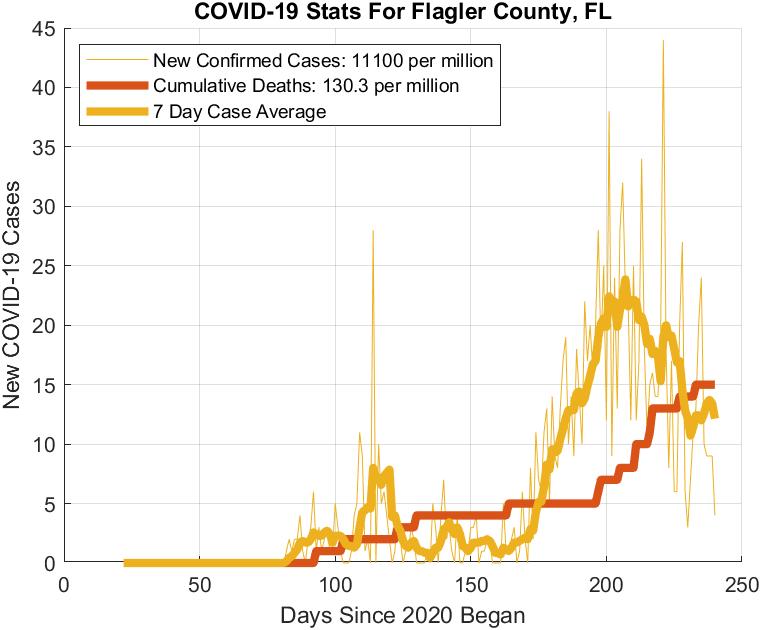 COVID-19 Stats For Flagler County, FL
New Confirmed Cases: 11100 per million
Cumulative Deaths: 130.3 per million
7 Day Case Average
New COVID-19 Cases
45
40
35
30
25
20
15
10
5
0
0 50 100 150 200 250
Days Since 2020 Began